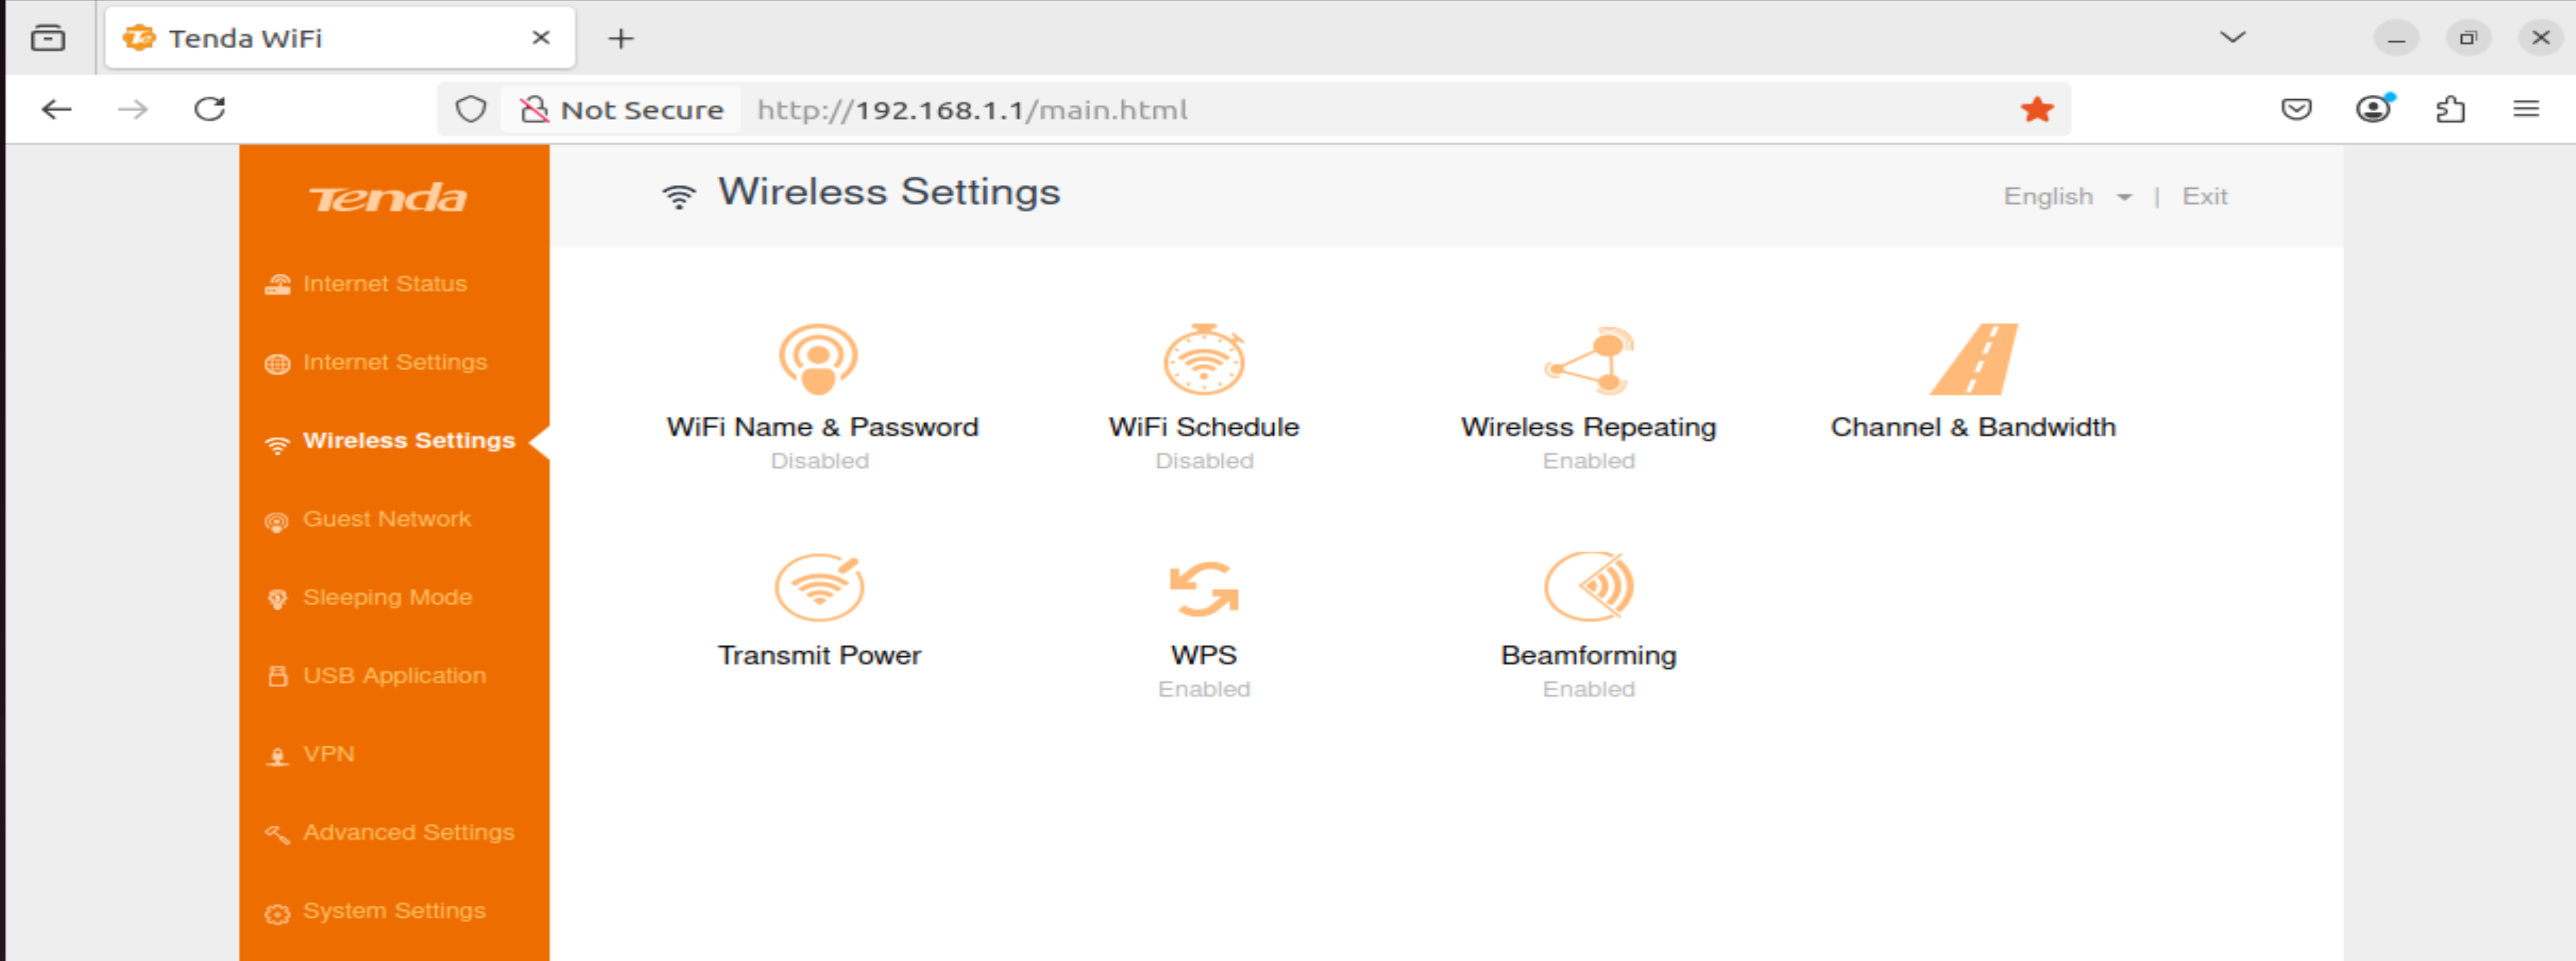 Tenda WiFi
Not Secure http://192.168.1.1/main.html
Tenda
Wireless Settings
English | Exit
Internet Status
Internet Settings
Wireless Settings
Guest Network
Sleeping Mode
USB Application
VPN
Advanced Settings
System Settings
WiFi Name & Password
Disabled
WiFi Schedule
Disabled
Wireless Repeating
Enabled
Channel & Bandwidth
Transmit Power
WPS
Enabled
Beamforming
Enabled